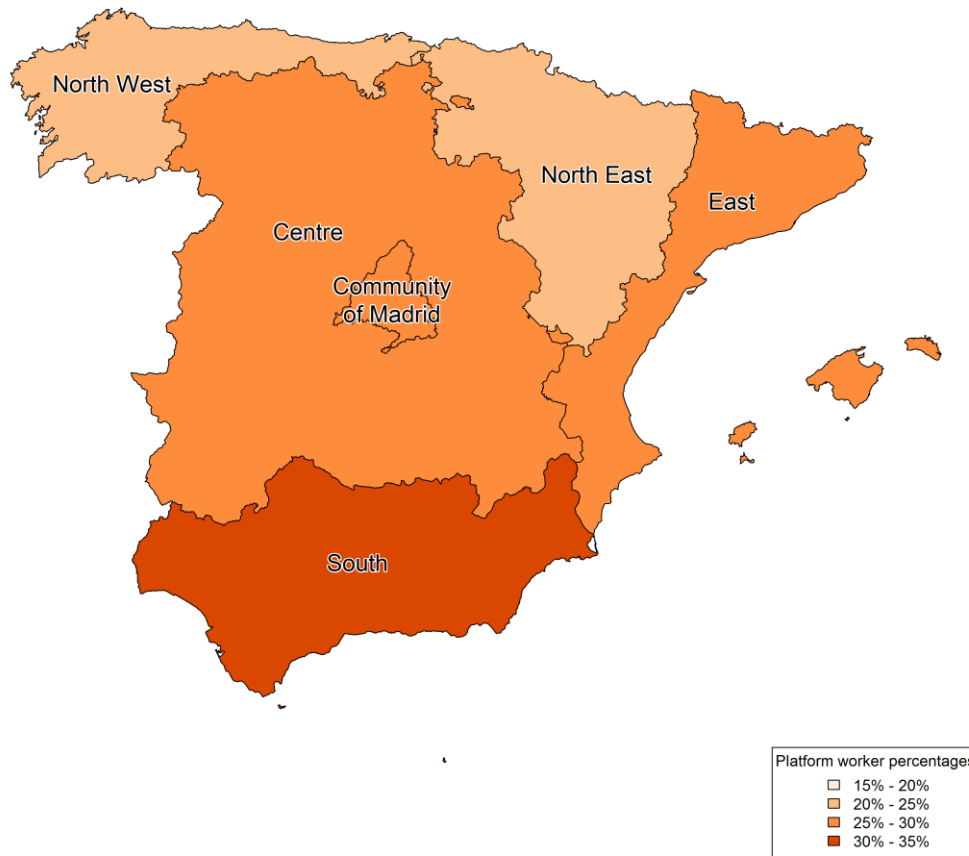 North West
North East
East
Centre
Community
of Madrid
South
Platform worker percentages
15% - 20%
20% - 25%
25% - 30%
30% - 35%